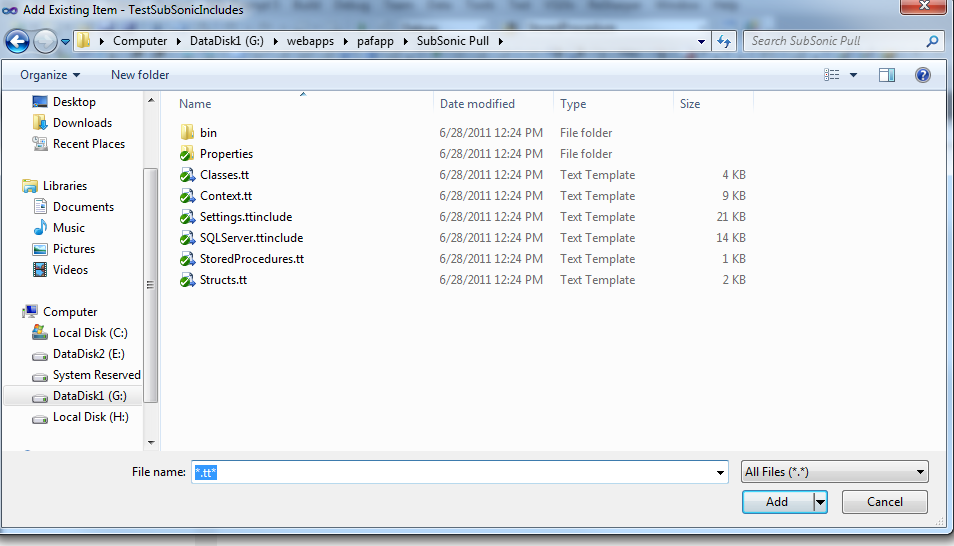 Add Existing Item - TestSubSonicIncludes
Computer DataDisk1 (G:) webapps pafapp SubSonic Pull Search SubSonic Pull
Organize New folder
Desktop
Downloads
Recent Places
Libraries
Documents
Music
Pictures
Videos
Computer
Local Disk (C:)
DataDisk2 (E:)
System Reserved
DataDisk1 (G:)
Local Disk (H:)
Name Date modified Type Size
bin 6/28/2011 12:24 PM File folder
Properties 6/28/2011 12:24 PM File folder
Classes.tt 6/28/2011 12:24 PM Text Template 4 KB
Context.tt 6/28/2011 12:24 PM Text Template 9 KB
Settings.ttinclude 6/28/2011 12:24 PM Text Template 21 KB
SQLServer.ttinclude 6/28/2011 12:24 PM Text Template 14 KB
StoredProcedures.tt 6/28/2011 12:24 PM Text Template 1 KB
Structs.tt 6/28/2011 12:24 PM Text Template 2 KB
File name: *.tt* All Files (*.*)
Add Cancel